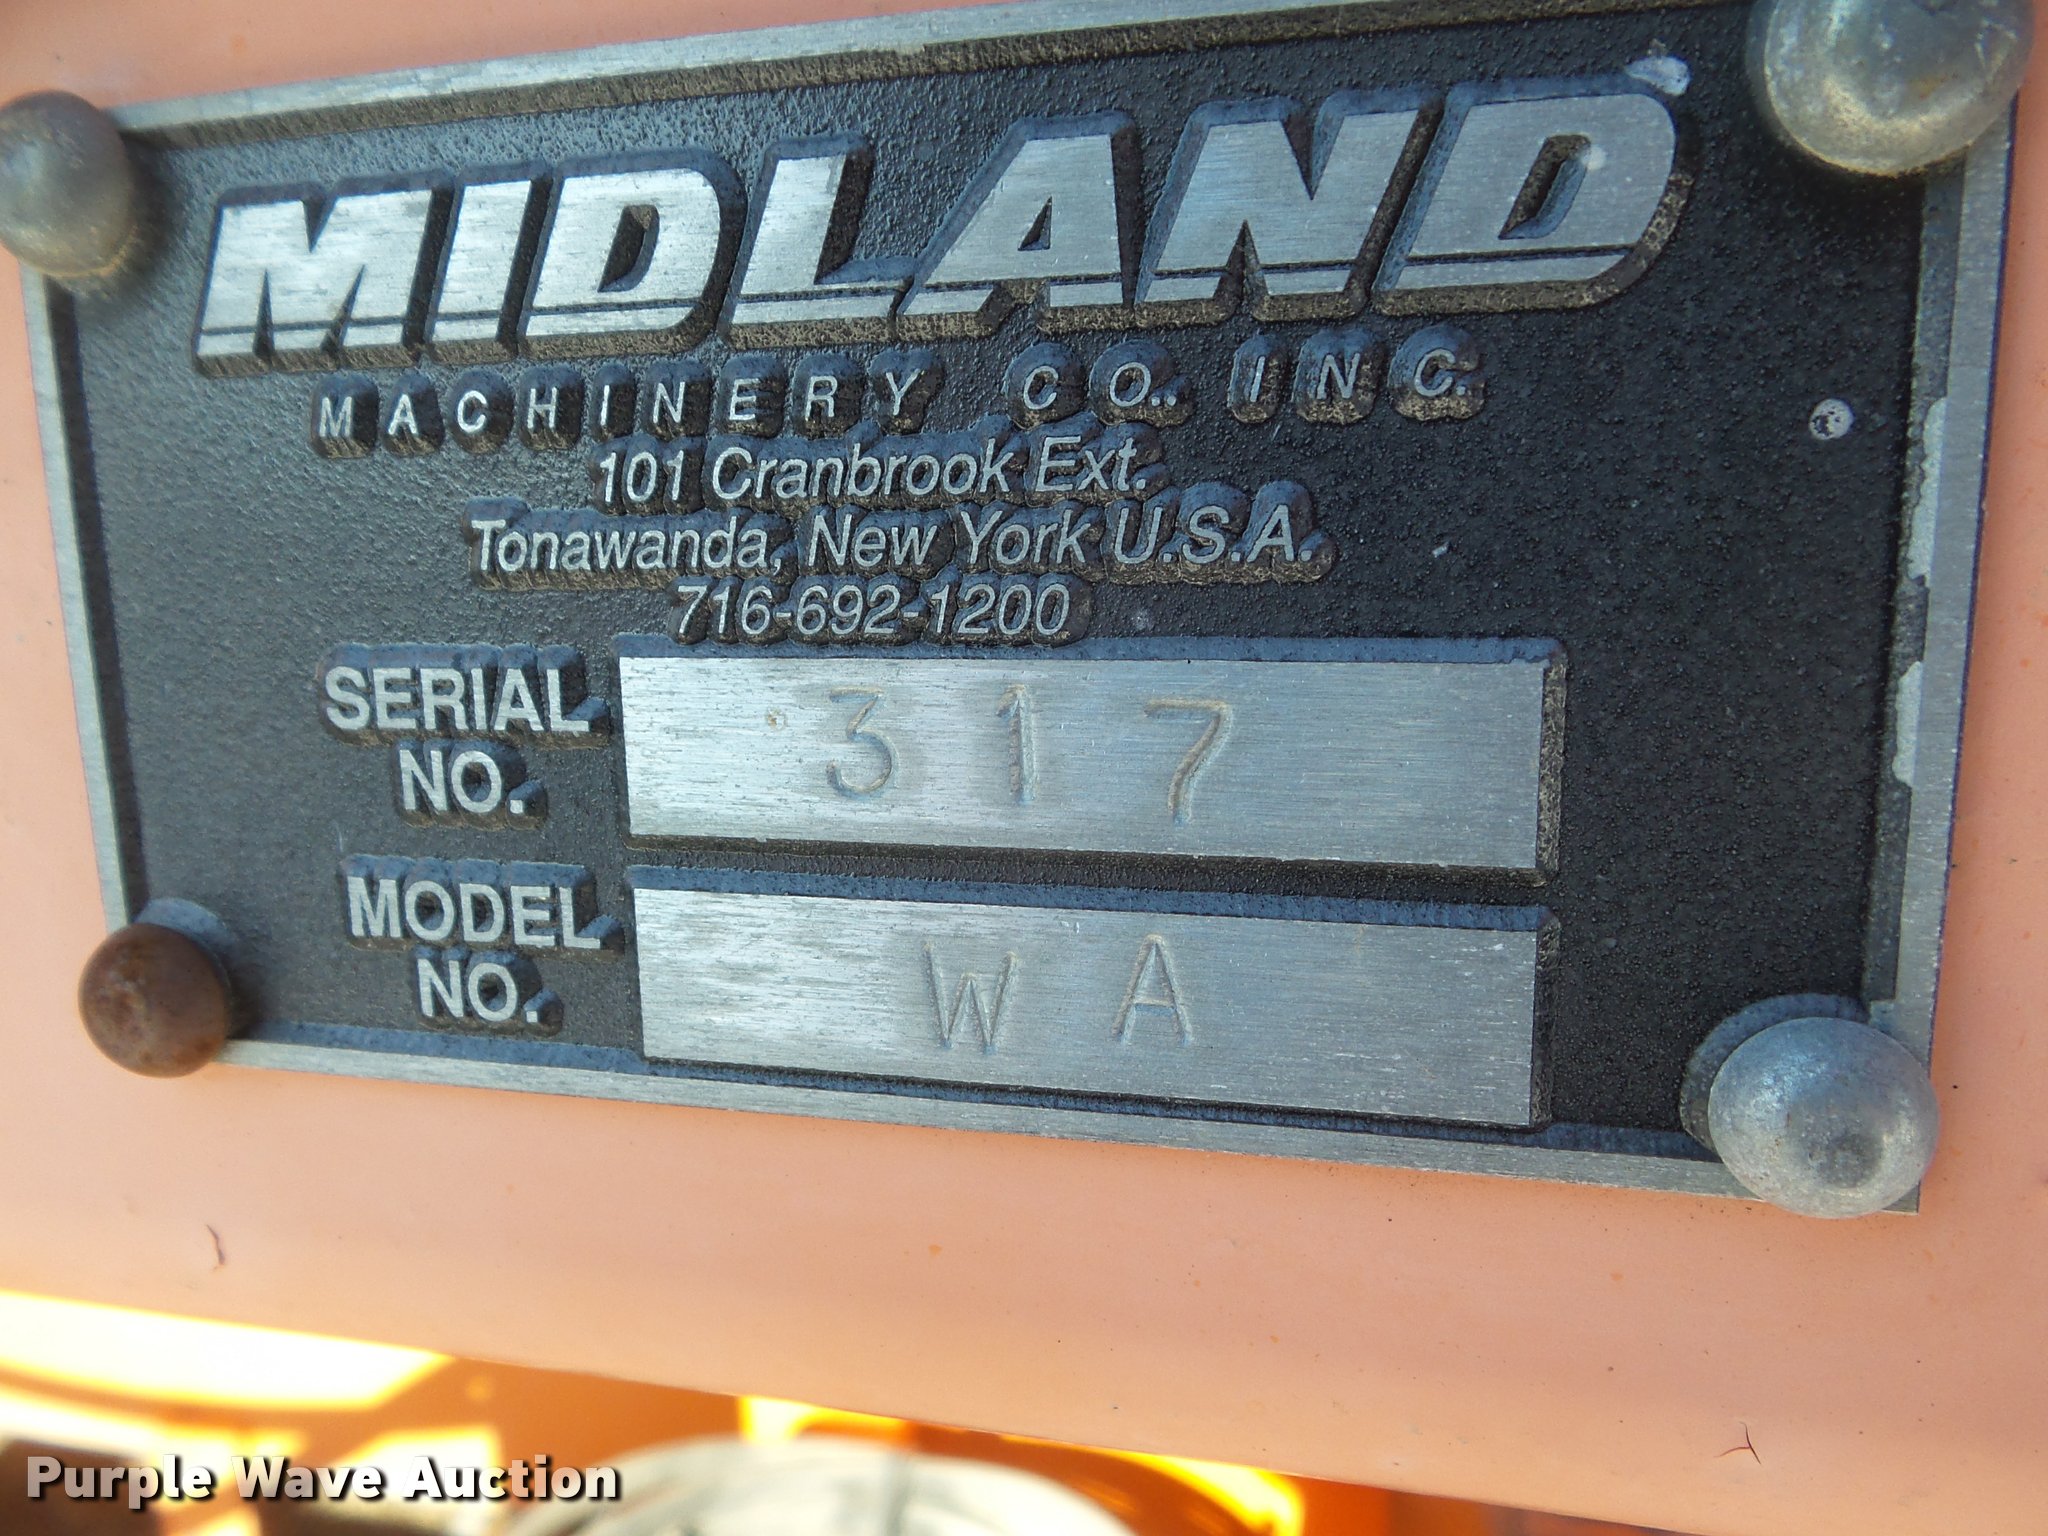 MIDLAND
MACHINERY CO., INC.
101 Cranbrook Ext.
Tonawanda, New York U.S.A.
716-692-1200
SERIAL NO. 317
MODEL NO. WA
Purple Wave Auction